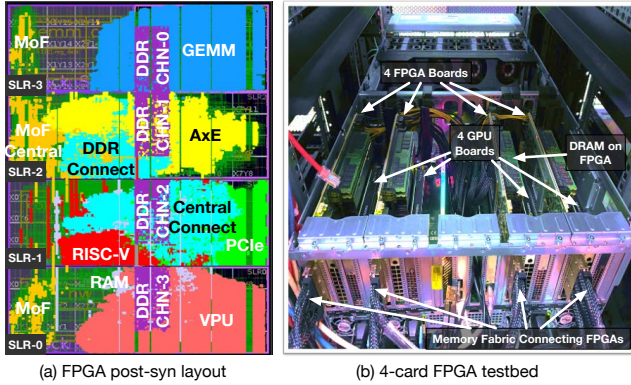 MoF
GEMM
DDR
CHN-0
SLR-3
MoF
Central
DDR
Connect
DDR
CHN-1
AxE
SLR-2
RISC-V
DDR
CHN-2
Central
Connect
PCIe
SLR-1
MoF
RAM
DDR
CHN-3
VPU
SLR-0
(a) FPGA post-syn layout
4 FPGA Boards
4 GPU
Boards
DRAM on
FPGA
Memory Fabric Connecting FPGAs
(b) 4-card FPGA testbed